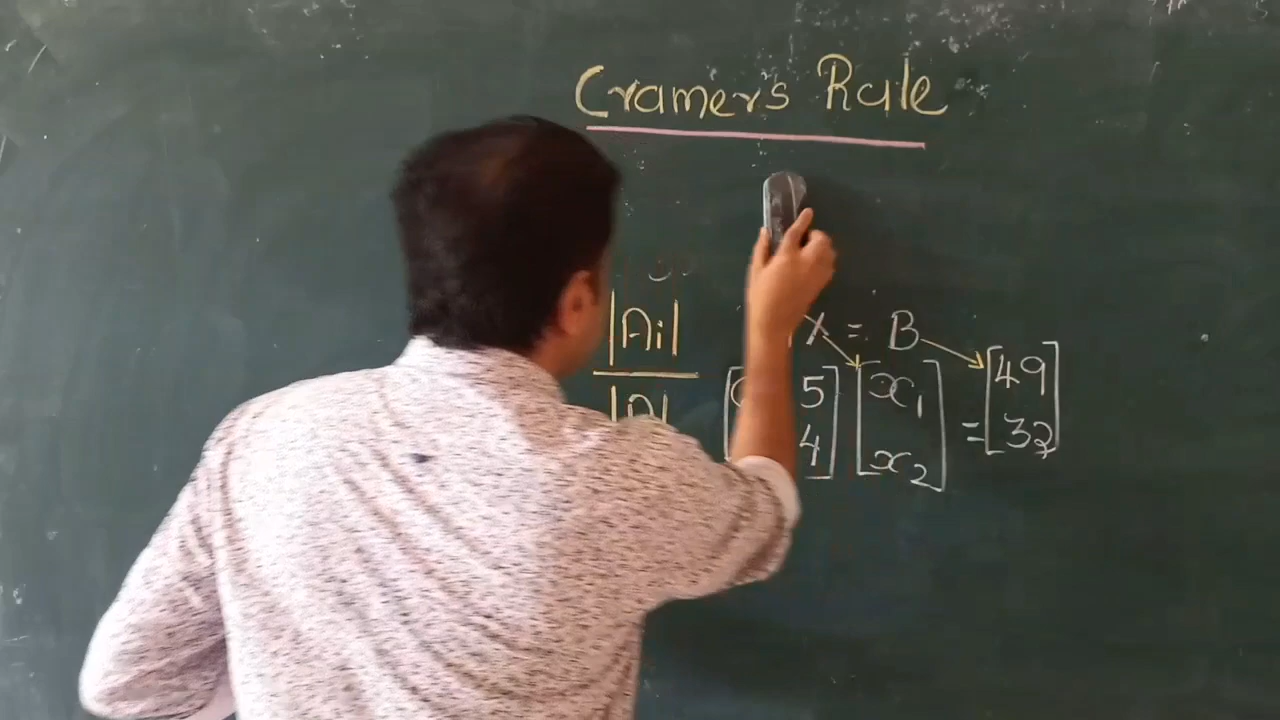 Cramers Rule
|Ai|
|A|
X = B
5 x1 49
4 x2 = 32